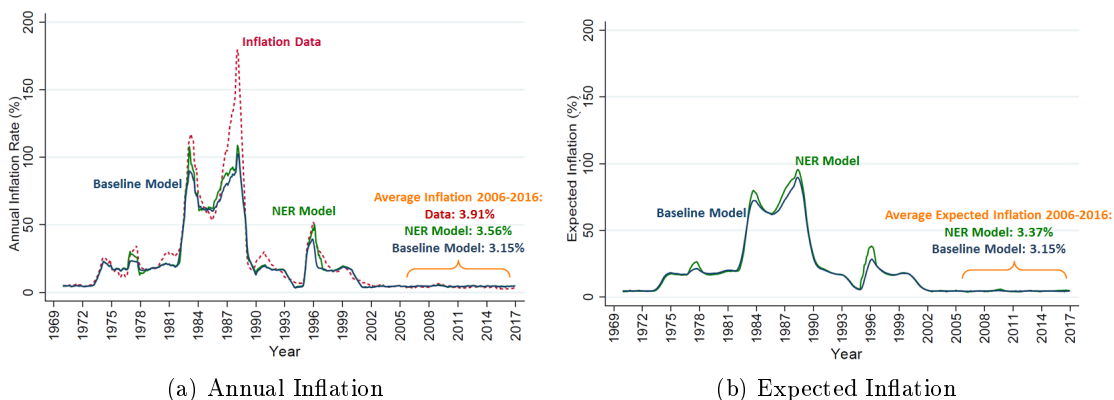 Annual Inflation Rate (%)
200
150
100
50
0
Inflation Data
Baseline Model
NER Model
Average Inflation 2006-2016:
Data: 3.91%
NER Model: 3.56%
Baseline Model: 3.15%
1969 1972 1975 1978 1981 1984 1987 1990 1993 1996 1999 2002 2005 2008 2011 2014 2017
Year
(a) Annual Inflation
Expected Inflation (%)
200
150
100
50
0
NER Model
Baseline Model
Average Expected Inflation 2006-2016:
NER Model: 3.37%
Baseline Model: 3.15%
1969 1972 1975 1978 1981 1984 1987 1990 1993 1996 1999 2002 2005 2008 2011 2014 2017
Year
(b) Expected Inflation